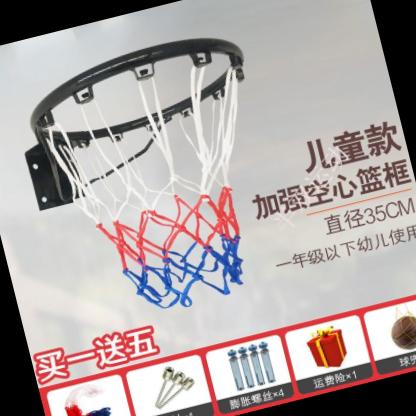 儿童款
加强空心篮框
直径35CM
一年级以下幼儿使用
买一送五
膨胀螺丝×4
运费险×1
球兜